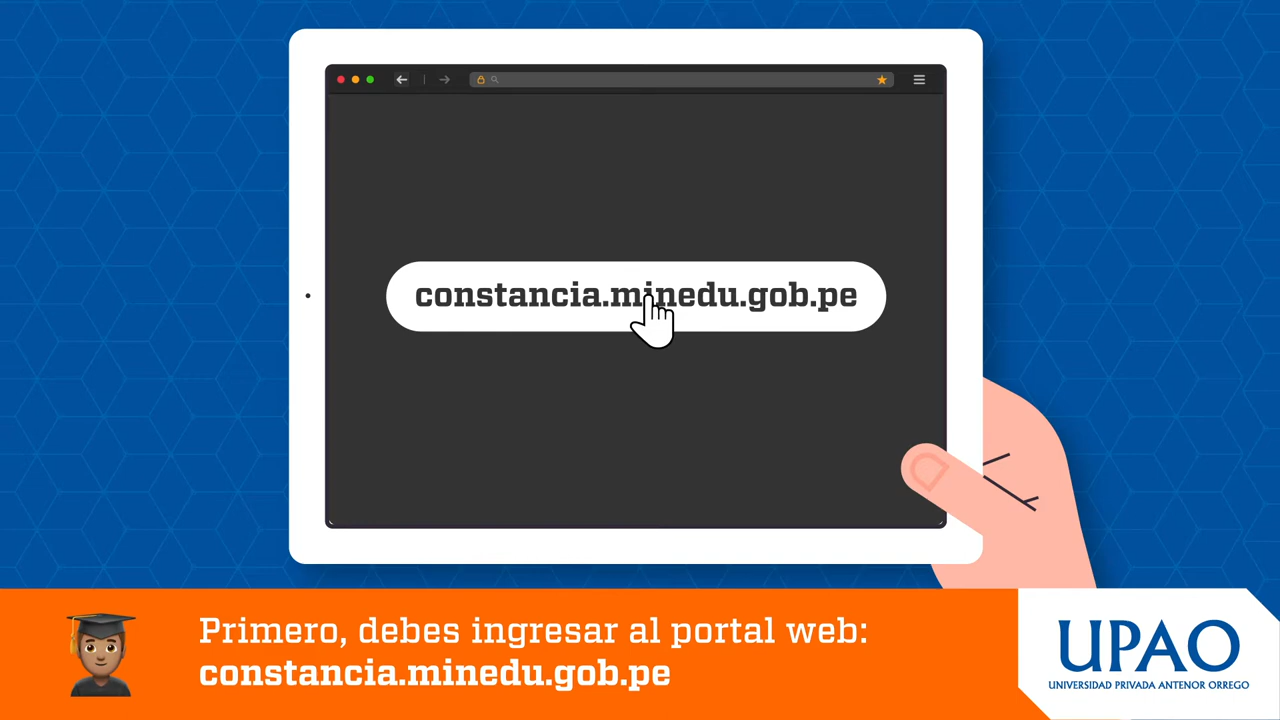 constancia.minedu.gob.pe
Primero, debes ingresar al portal web:
constancia.minedu.gob.pe
UPAO
UNIVERSIDAD PRIVADA ANTENOR ORREGO